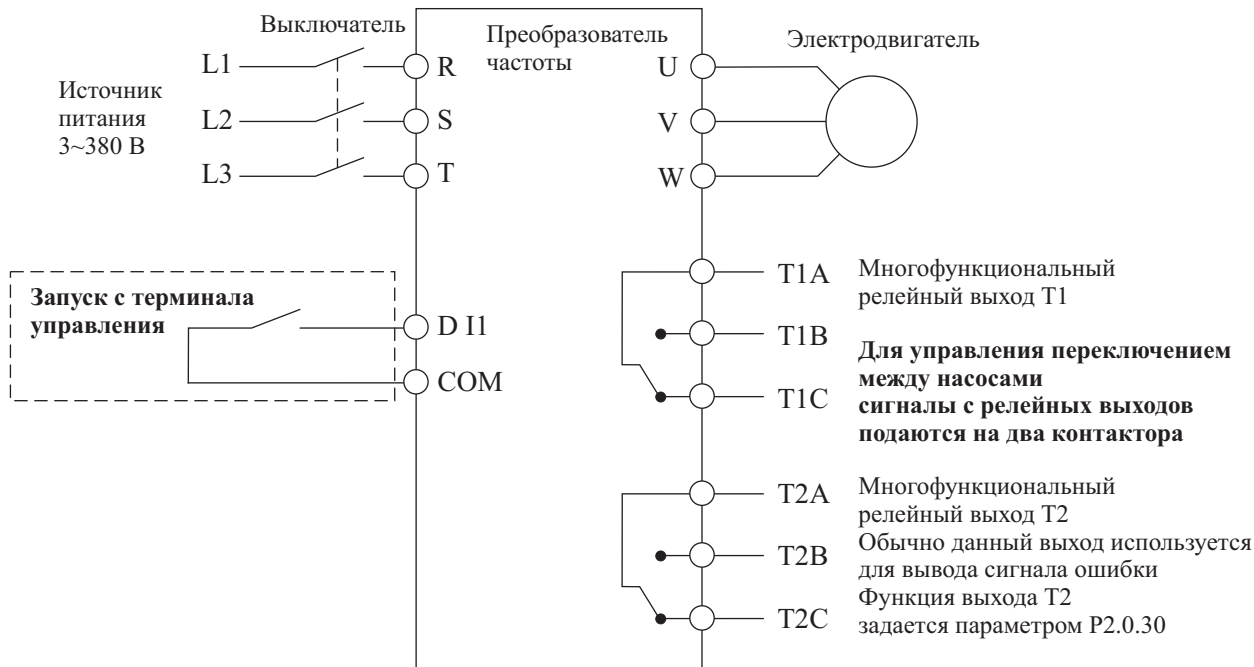 Выключатель
Преобразователь
частоты
Электродвигатель
L1
R
U
Источник
питания
3~380 В
L2
S
V
L3
T
W
Запуск с терминала
управления
D I1
COM
T1A
Многофункциональный
релейный выход T1
T1B
T1C
Для управления переключением
между насосами
сигналы с релейных выходов
подаются на два контактора
T2A
Многофункциональный
релейный выход T2
T2B
Обычно данный выход используется
для вывода сигнала ошибки
T2C
Функция выхода T2
задается параметром P2.0.30